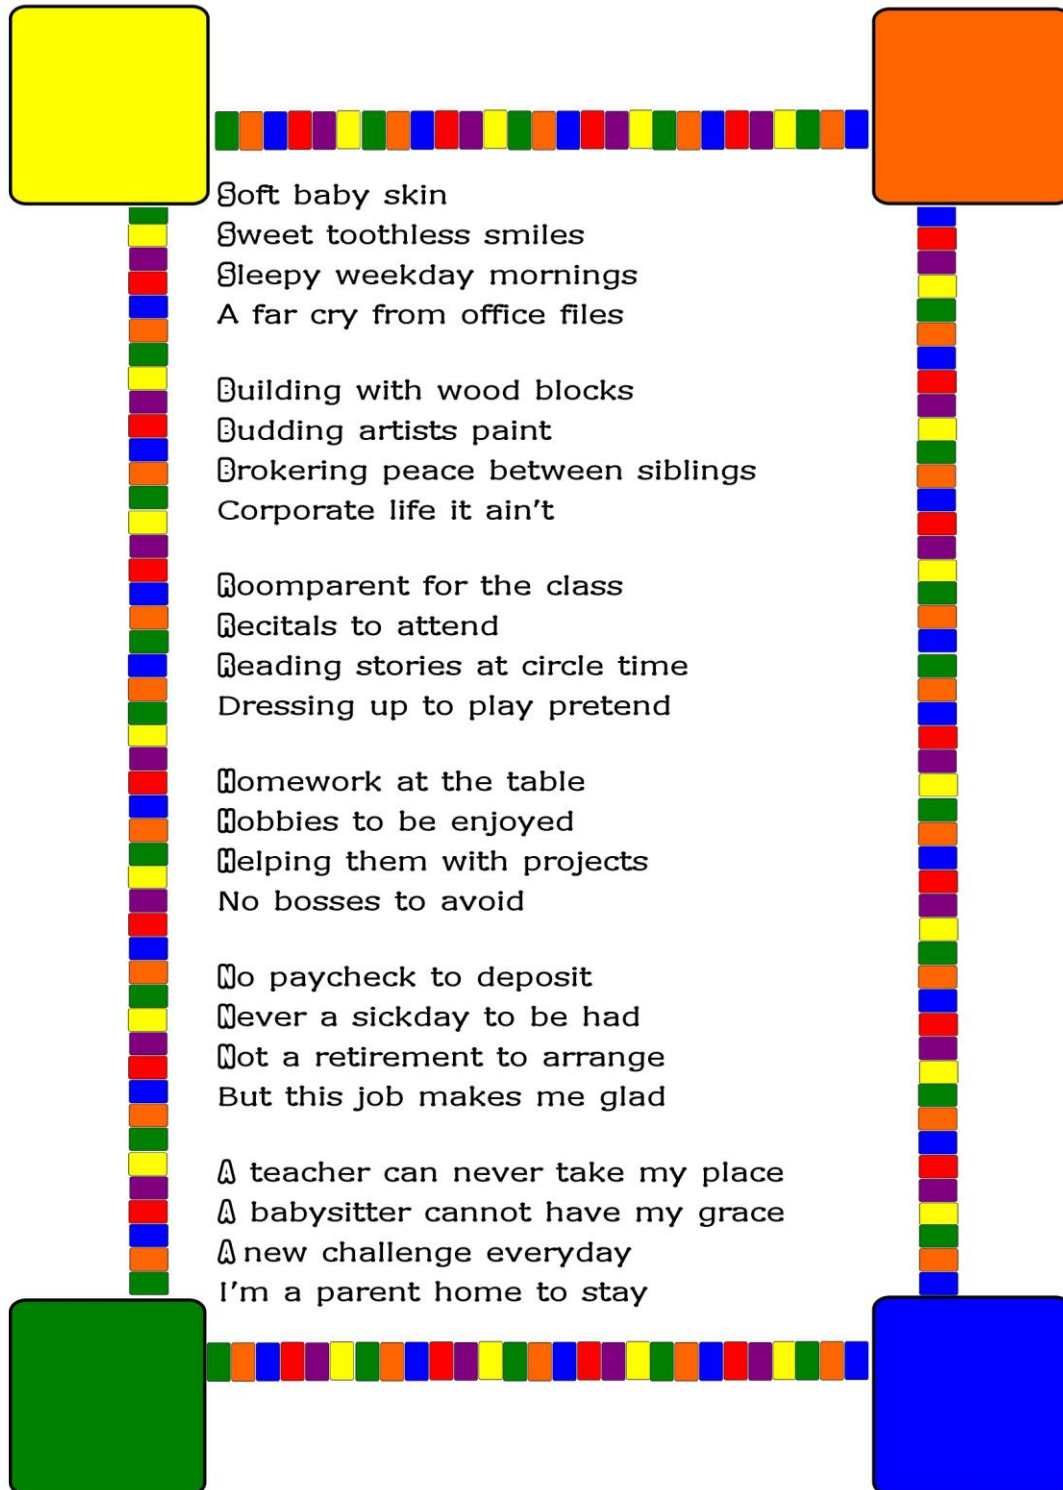 Soft baby skin
Sweet toothless smiles
Sleepy weekday mornings
A far cry from office files
Building with wood blocks
Budding artists paint
Brokering peace between siblings
Corporate life it ain't
Roomparent for the class
Recitals to attend
Reading stories at circle time
Dressing up to play pretend
Homework at the table
Hobbies to be enjoyed
Helping them with projects
No bosses to avoid
No paycheck to deposit
Never a sickday to be had
Not a retirement to arrange
But this job makes me glad
A teacher can never take my place
A babysitter cannot have my grace
A new challenge everyday
I'm a parent home to stay